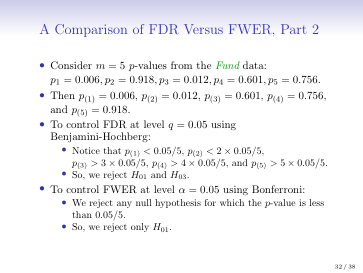 A Comparison of FDR Versus FWER, Part 2
• Consider m = 5 p-values from the Fund data:
p₁ = 0.006, p₂ = 0.918, p₃ = 0.012, p₄ = 0.601, p₅ = 0.756.
• Then p₍₁₎ = 0.006, p₍₂₎ = 0.012, p₍₃₎ = 0.601, p₍₄₎ = 0.756,
and p₍₅₎ = 0.918.
• To control FDR at level q = 0.05 using
Benjamini-Hochberg:
• Notice that p₍₁₎ < 0.05/5, p₍₂₎ < 2 × 0.05/5,
p₍₃₎ > 3 × 0.05/5, p₍₄₎ > 4 × 0.05/5, and p₍₅₎ > 5 × 0.05/5.
• So, we reject H₀₁ and H₀₃.
• To control FWER at level α = 0.05 using Bonferroni:
• We reject any null hypothesis for which the p-value is less
than 0.05/5.
• So, we reject only H₀₁.
32 / 38